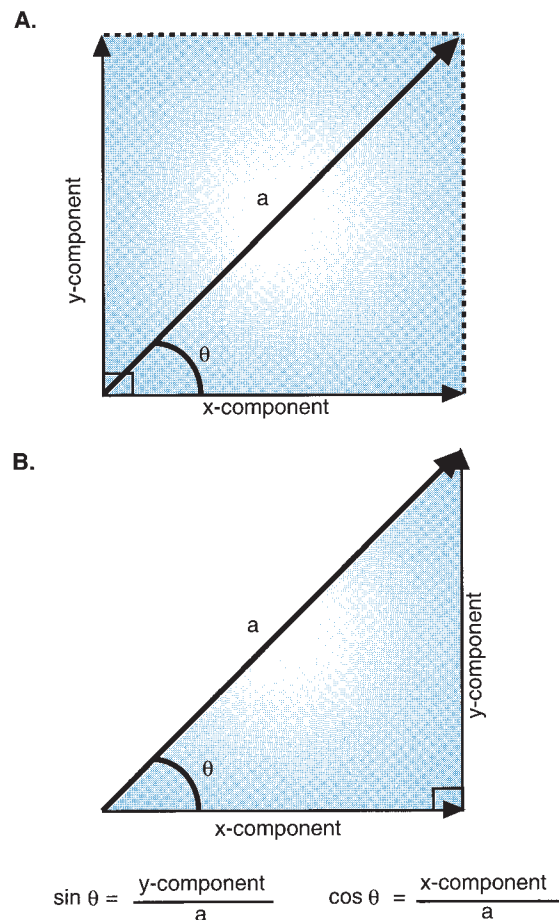 A.
y-component
a
θ
x-component
B.
a
y-component
θ
x-component
sin θ = y-component / a
cos θ = x-component / a